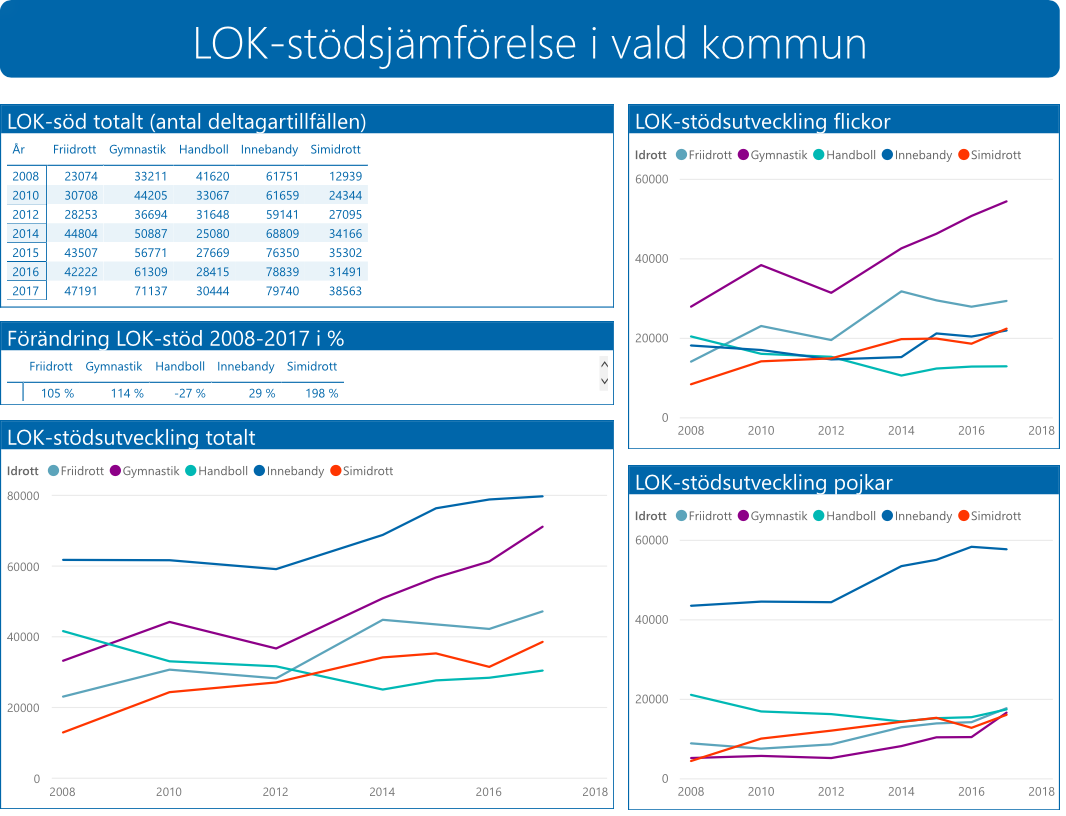 LOK-stödsjämförelse i vald kommun
LOK-söd totalt (antal deltagartillfällen)
År Friidrott Gymnastik Handboll Innebandy Simidrott
2008 23074 33211 41620 61751 12939
2010 30708 44205 33067 61659 24344
2012 28253 36694 31648 59141 27095
2014 44804 50887 25080 68809 34166
2015 43507 56771 27669 76350 35302
2016 42222 61309 28415 78839 31491
2017 47191 71137 30444 79740 38563
Förändring LOK-stöd 2008-2017 i %
Friidrott Gymnastik Handboll Innebandy Simidrott
105 % 114 % -27 % 29 % 198 %
LOK-stödsutveckling totalt
Idrott Friidrott Gymnastik Handboll Innebandy Simidrott
80000
60000
40000
20000
0
2008 2010 2012 2014 2016 2018
LOK-stödsutveckling flickor
Idrott Friidrott Gymnastik Handboll Innebandy Simidrott
60000
40000
20000
0
2008 2010 2012 2014 2016 2018
LOK-stödsutveckling pojkar
Idrott Friidrott Gymnastik Handboll Innebandy Simidrott
60000
40000
20000
0
2008 2010 2012 2014 2016 2018